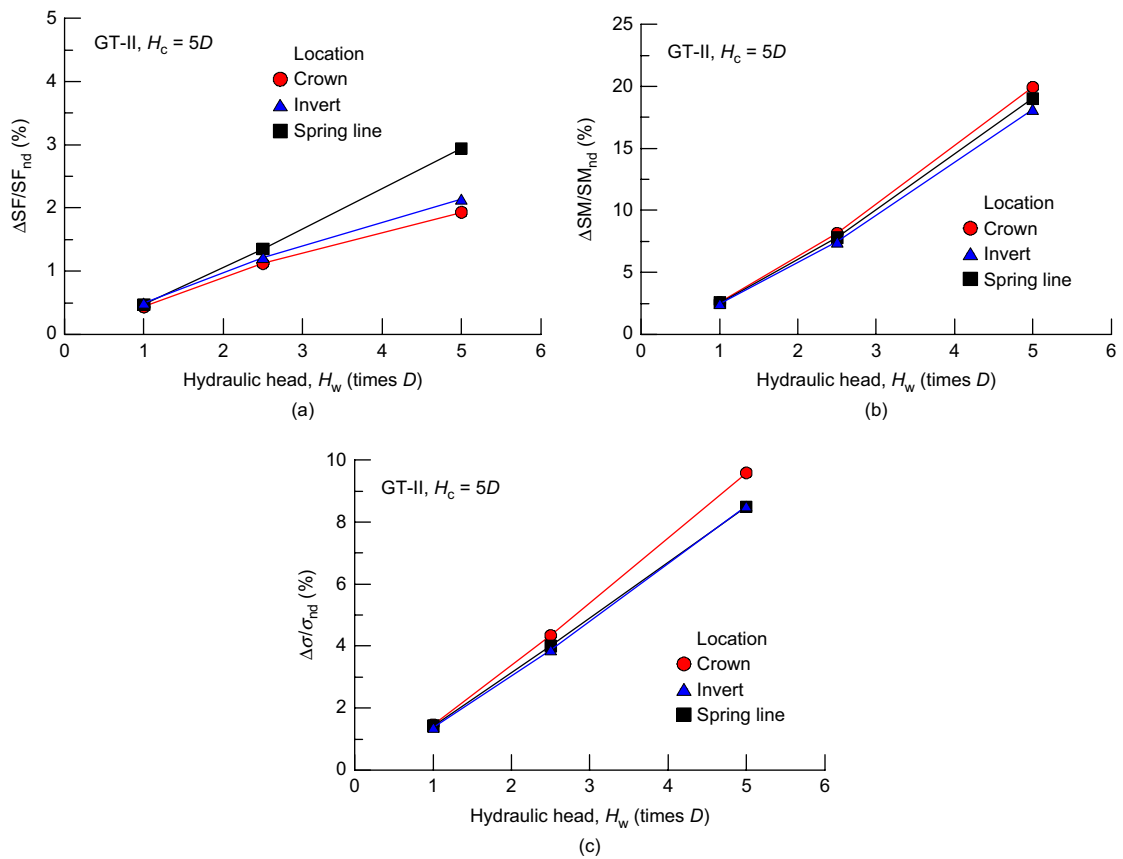 GT-II, Hc = 5D
Location
Crown
Invert
Spring line
ΔSF/SFnd (%)
5
4
3
2
1
0
0 1 2 3 4 5 6
Hydraulic head, Hw (times D)
(a)
GT-II, Hc = 5D
Location
Crown
Invert
Spring line
ΔSM/SMnd (%)
25
20
15
10
5
0
0 1 2 3 4 5 6
Hydraulic head, Hw (times D)
(b)
GT-II, Hc = 5D
Location
Crown
Invert
Spring line
Δσ/σnd (%)
10
8
6
4
2
0
0 1 2 3 4 5 6
Hydraulic head, Hw (times D)
(c)